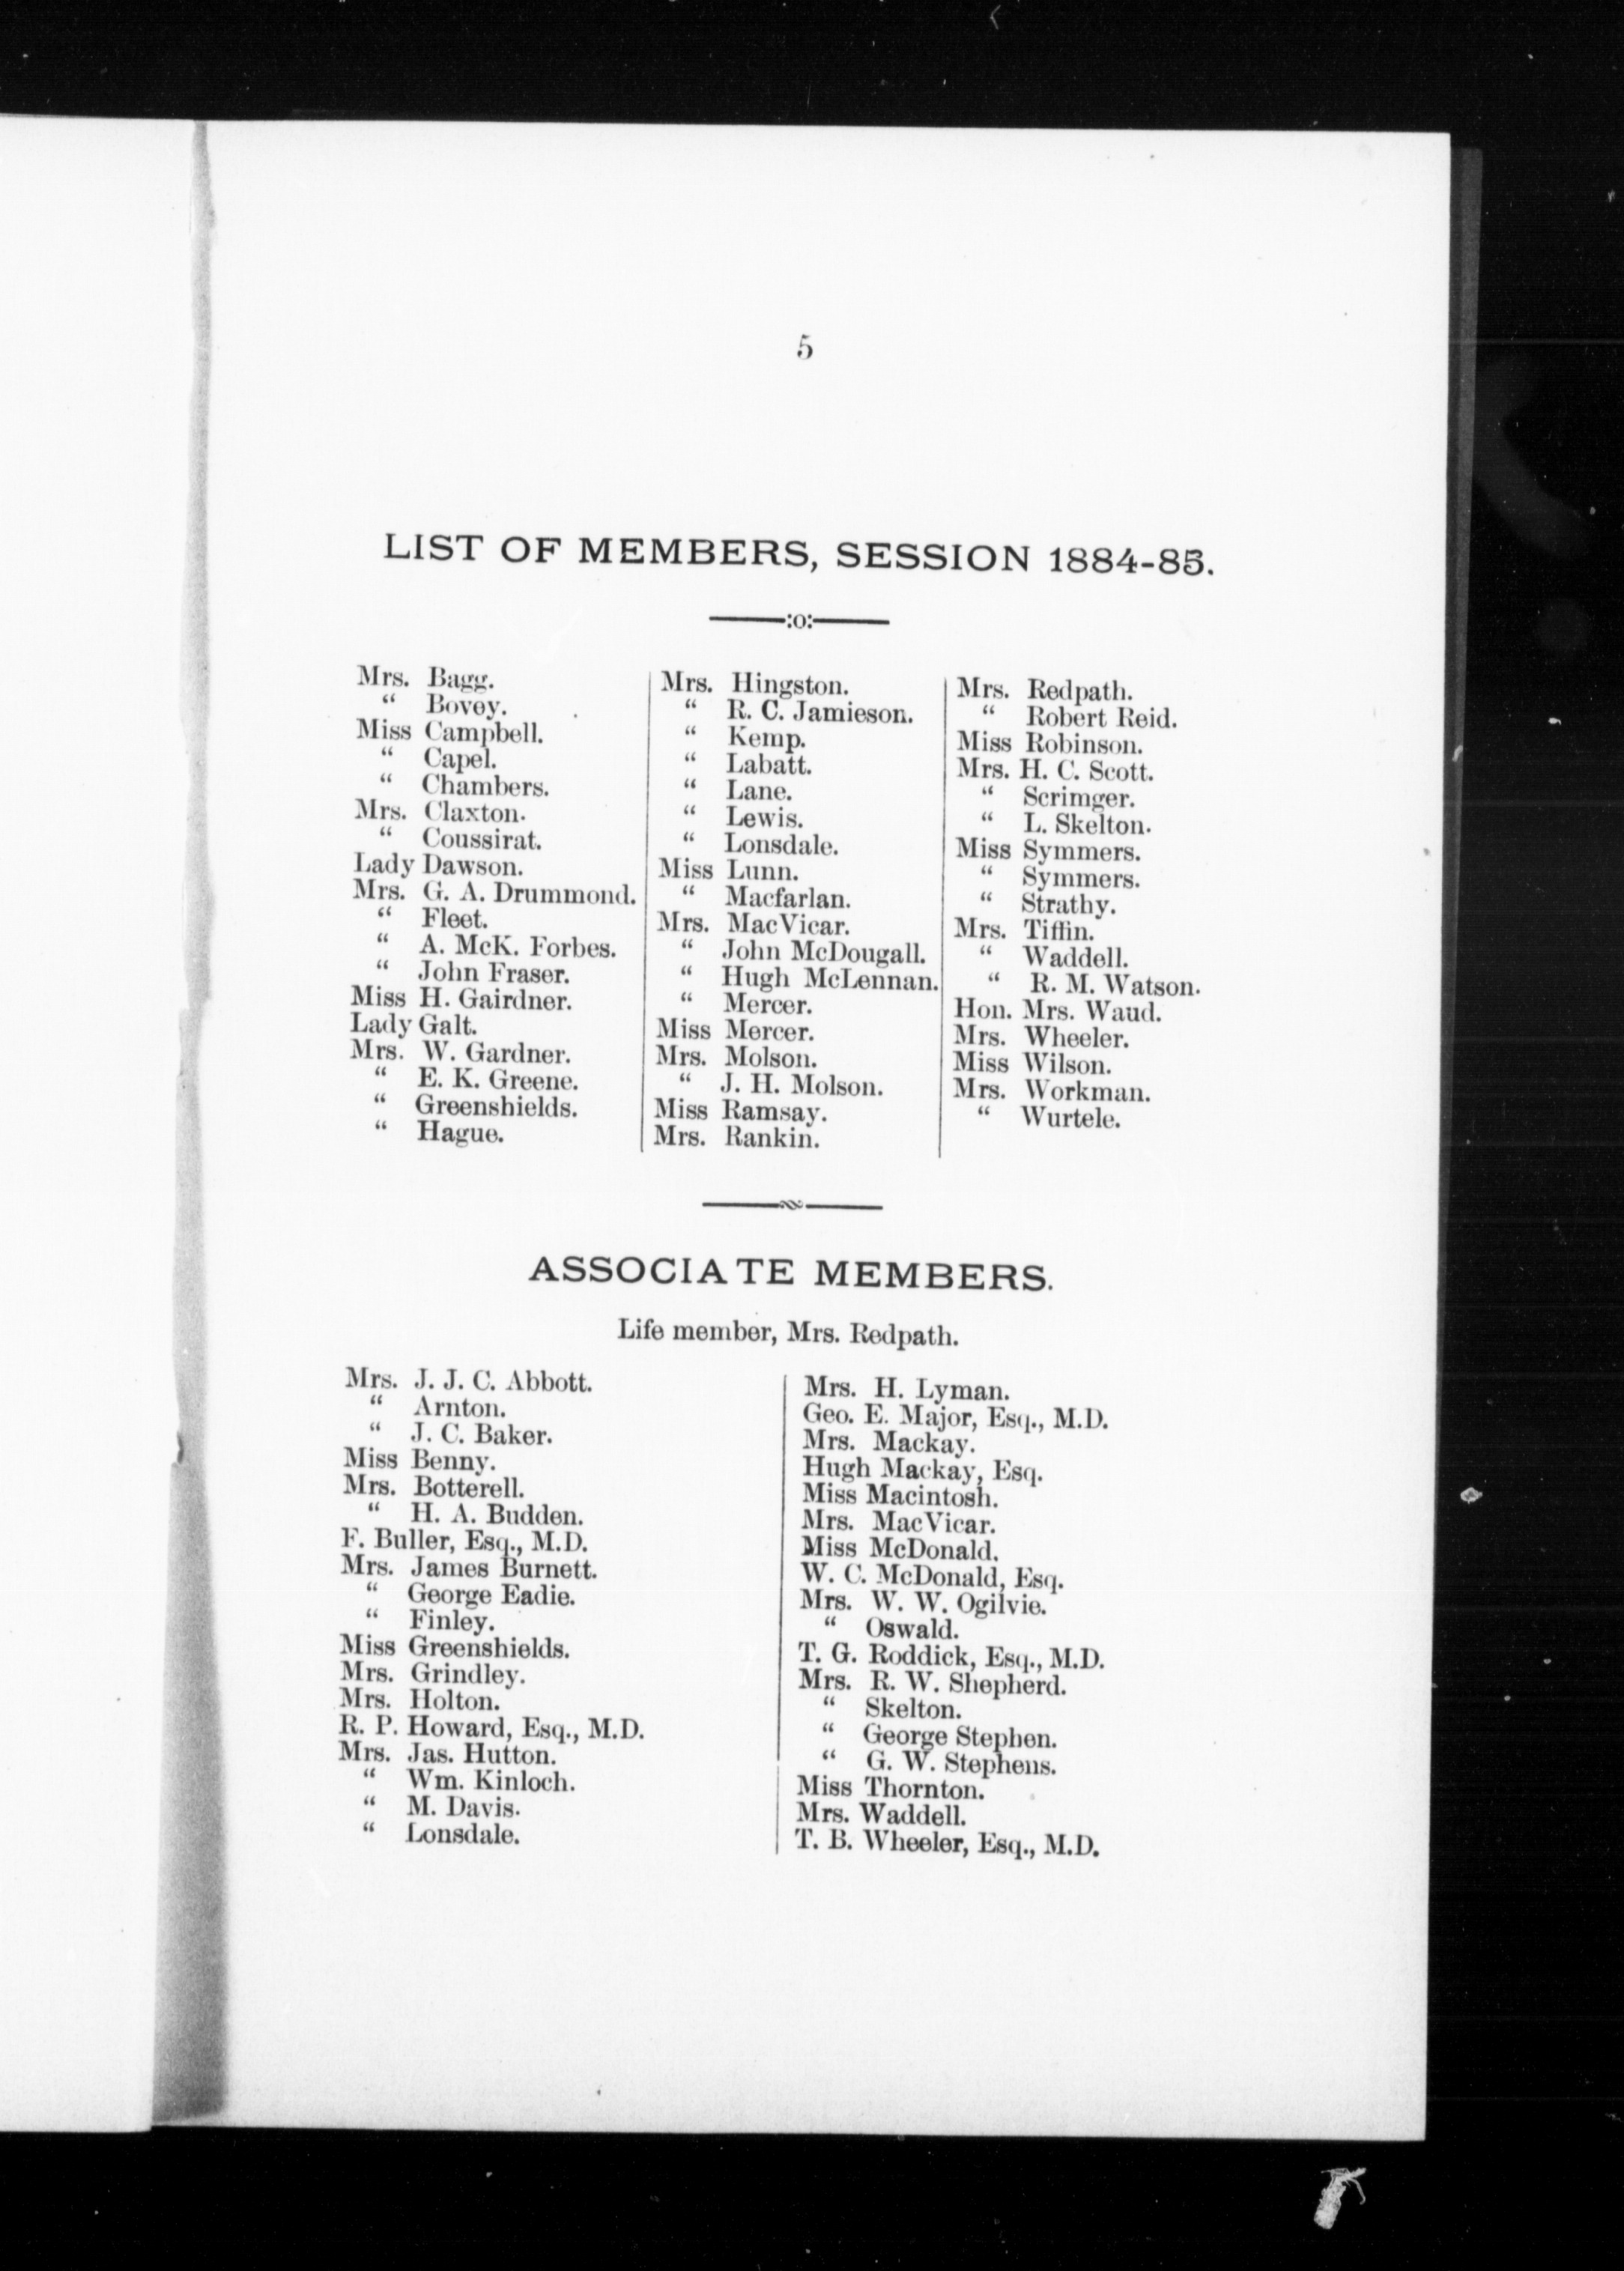 5
LIST OF MEMBERS, SESSION 1884-85.
:o:
Mrs. Bagg.
“ Bovey.
Miss Campbell.
“ Capel.
“ Chambers.
Mrs. Claxton.
“ Coussirat.
Lady Dawson.
Mrs. G. A. Drummond.
“ Fleet.
“ A. McK. Forbes.
“ John Fraser.
Miss H. Gairdner.
Lady Galt.
Mrs. W. Gardner.
“ E. K. Greene.
“ Greenshields.
“ Hague.
Mrs. Hingston.
“ R. C. Jamieson.
“ Kemp.
“ Labatt.
“ Lane.
“ Lewis.
“ Lonsdale.
Miss Lunn.
“ Macfarlan.
Mrs. MacVicar.
“ John McDougall.
“ Hugh McLennan.
“ Mercer.
Miss Mercer.
Mrs. Molson.
“ J. H. Molson.
Miss Ramsay.
Mrs. Rankin.
Mrs. Redpath.
“ Robert Reid.
Miss Robinson.
Mrs. H. C. Scott.
“ Scrimger.
“ L. Skelton.
Miss Symmers.
“ Symmers.
“ Strathy.
Mrs. Tiffin.
“ Waddell.
“ R. M. Watson.
Hon. Mrs. Waud.
Mrs. Wheeler.
Miss Wilson.
Mrs. Workman.
“ Wurtele.
ASSOCIATE MEMBERS.
Life member, Mrs. Redpath.
Mrs. J. J. C. Abbott.
“ Arnton.
“ J. C. Baker.
Miss Benny.
Mrs. Botterell.
“ H. A. Budden.
F. Buller, Esq., M.D.
Mrs. James Burnett.
“ George Eadie.
“ Finley.
Miss Greenshields.
Mrs. Grindley.
Mrs. Holton.
R. P. Howard, Esq., M.D.
Mrs. Jas. Hutton.
“ Wm. Kinloch.
“ M. Davis.
“ Lonsdale.
Mrs. H. Lyman.
Geo. E. Major, Esq., M.D.
Mrs. Mackay.
Hugh Mackay, Esq.
Miss Macintosh.
Mrs. MacVicar.
Miss McDonald.
W. C. McDonald, Esq.
Mrs. W. W. Ogilvie.
“ Oswald.
T. G. Roddick, Esq., M.D.
Mrs. R. W. Shepherd.
“ Skelton.
“ George Stephen.
“ G. W. Stephens.
Miss Thornton.
Mrs. Waddell.
T. B. Wheeler, Esq., M.D.